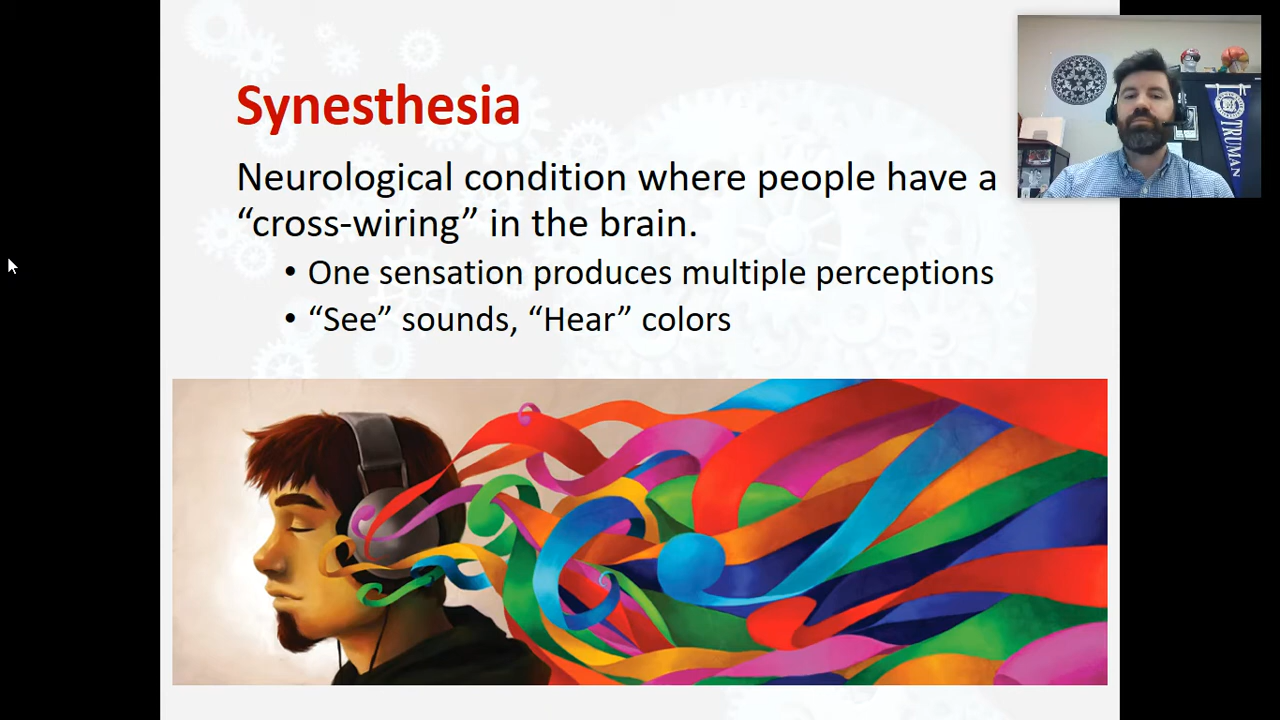 Synesthesia
Neurological condition where people have a
“cross-wiring” in the brain.
• One sensation produces multiple perceptions
• “See” sounds, “Hear” colors
TRUMAN